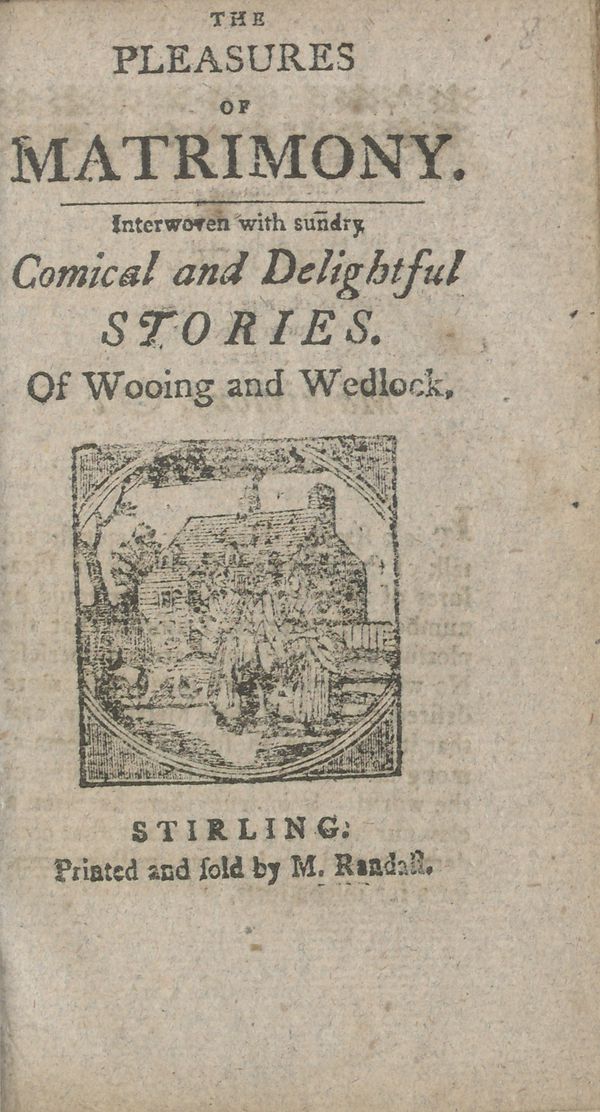 THE
PLEASURES
OF
MATRIMONY.
Interwoven with sundry
Comical and Delightful
STORIES.
Of Wooing and Wedlock,
STIRLING:
Printed and ſold by M. Randall.